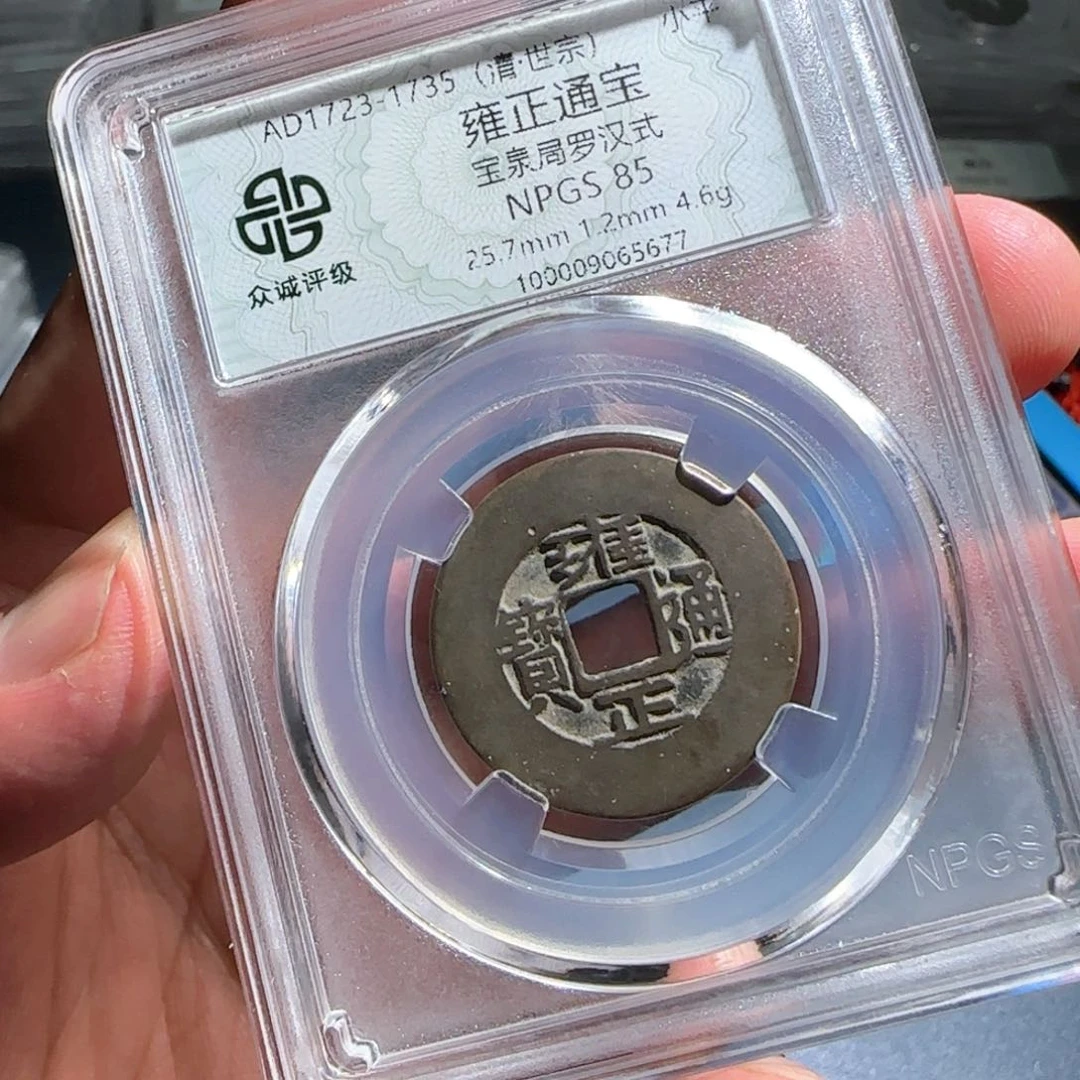 小平
AD1723-1735（清·世宗）
雍正通宝
宝泉局罗汉式
NPGS 85
25.7mm 1.2mm 4.6g
100009065677
众诚评级
雍正通寳
NPGS